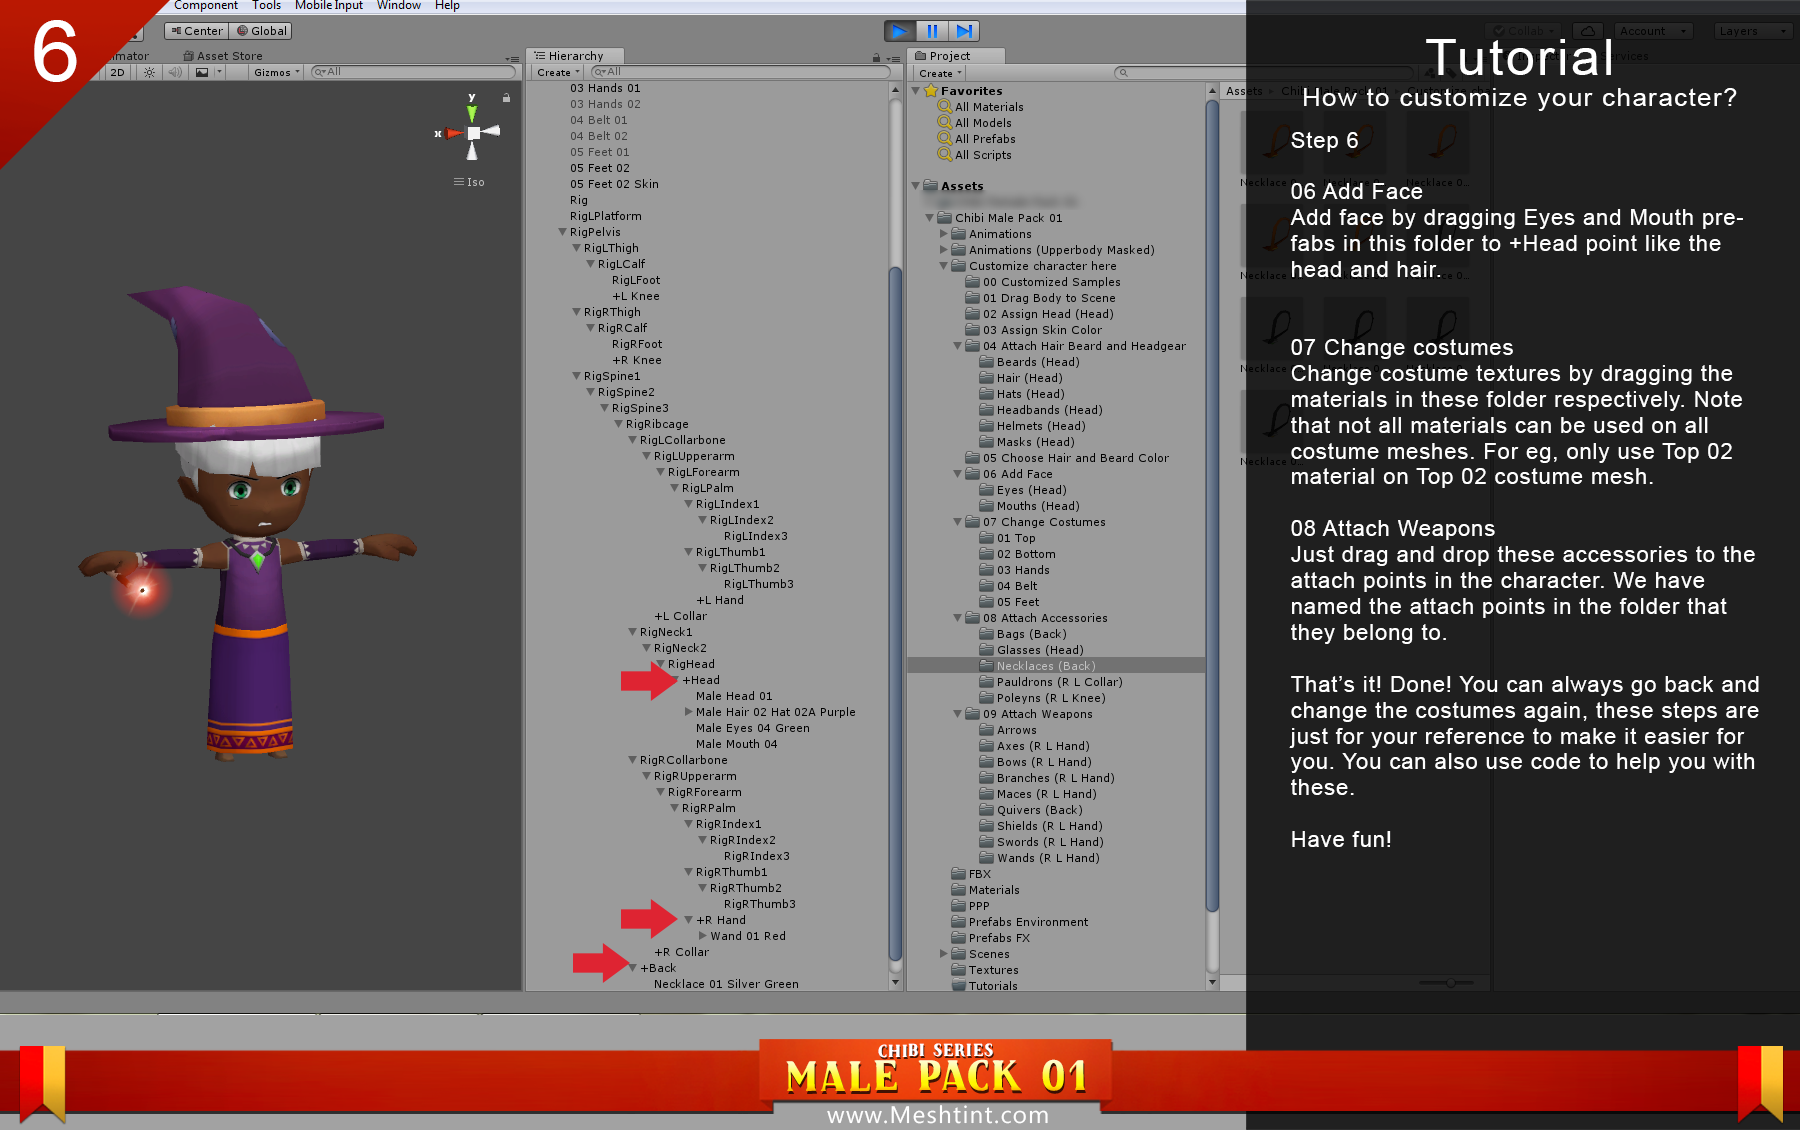 6
Component Tools Mobile Input Window Help
Center Global
Collab Account Layers
Asset Store
Hierarchy
Project
Services
2D Gizmos All
Create All
Create
03 Hands 01
03 Hands 02
04 Belt 01
04 Belt 02
05 Feet 01
05 Feet 02
05 Feet 02 Skin
Rig
RigLPlatform
RigPelvis
RigLThigh
RigLCalf
RigLFoot
+L Knee
RigRThigh
RigRCalf
RigRFoot
+R Knee
RigSpine1
RigSpine2
RigSpine3
RigRibcage
RigLCollarbone
RigLUpperarm
RigLForearm
RigLPalm
RigLIndex1
RigLIndex2
RigLIndex3
RigLThumb1
RigLThumb2
RigLThumb3
+L Hand
+L Collar
RigNeck1
RigNeck2
RigHead
+Head
Male Head 01
Male Hair 02 Hat 02A Purple
Male Eyes 04 Green
Male Mouth 04
RigRCollarbone
RigRUpperarm
RigRForearm
RigRPalm
RigRIndex1
RigRIndex2
RigRIndex3
RigRThumb1
RigRThumb2
RigRThumb3
+R Hand
Wand 01 Red
+R Collar
+Back
Necklace 01 Silver Green
y
x
Iso
Favorites
All Materials
All Models
All Prefabs
All Scripts
Assets
Chibi Male Pack 01
Animations
Animations (Upperbody Masked)
Customize character here
00 Customized Samples
01 Drag Body to Scene
02 Assign Head (Head)
03 Assign Skin Color
04 Attach Hair Beard and Headgear
Beards (Head)
Hair (Head)
Hats (Head)
Headbands (Head)
Helmets (Head)
Masks (Head)
05 Choose Hair and Beard Color
06 Add Face
Eyes (Head)
Mouths (Head)
07 Change Costumes
01 Top
02 Bottom
03 Hands
04 Belt
05 Feet
08 Attach Accessories
Bags (Back)
Glasses (Head)
Necklaces (Back)
Pauldrons (R L Collar)
Poleyns (R L Knee)
09 Attach Weapons
Arrows
Axes (R L Hand)
Bows (R L Hand)
Branches (R L Hand)
Maces (R L Hand)
Quivers (Back)
Shields (R L Hand)
Swords (R L Hand)
Wands (R L Hand)
FBX
Materials
PPP
Prefabs Environment
Prefabs FX
Scenes
Textures
Tutorials
Assets
Tutorial
How to customize your character?
Step 6
06 Add Face
Add face by dragging Eyes and Mouth pre-
fabs in this folder to +Head point like the
head and hair.
07 Change costumes
Change costume textures by dragging the
materials in these folder respectively. Note
that not all materials can be used on all
costume meshes. For eg, only use Top 02
material on Top 02 costume mesh.
08 Attach Weapons
Just drag and drop these accessories to the
attach points in the character. We have
named the attach points in the folder that
they belong to.
That's it! Done! You can always go back and
change the costumes again, these steps are
just for your reference to make it easier for
you. You can also use code to help you with
these.
Have fun!
CHIBI SERIES
MALE PACK 01
www.Meshtint.com